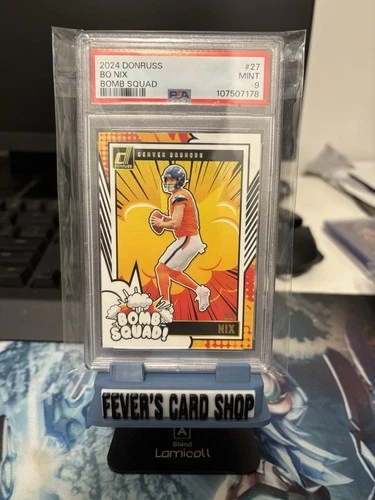 2024 DONRUSS #27
BO NIX MINT
BOMB SQUAD PSA 9
107507178
DONRUSS
DENVER BRONCOS
BOMB
SQUAD!
NIX
FEVER'S CARD SHOP
A
Stand
Lamicall